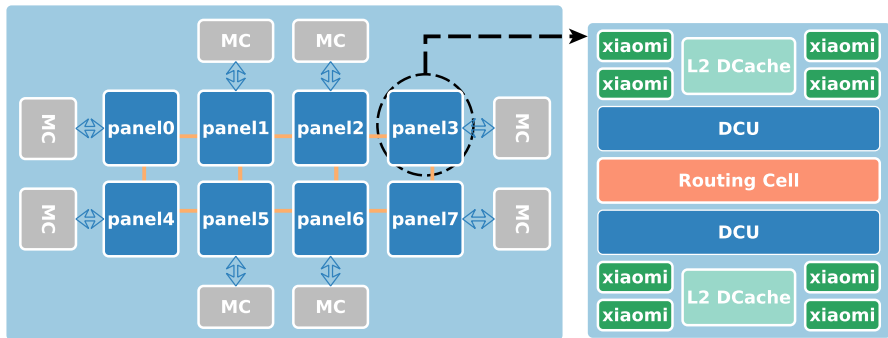 MC MC
MC panel0 panel1 panel2 panel3 MC
MC panel4 panel5 panel6 panel7 MC
MC MC
xiaomi L2 DCache xiaomi
xiaomi xiaomi
DCU
Routing Cell
DCU
xiaomi L2 DCache xiaomi
xiaomi xiaomi